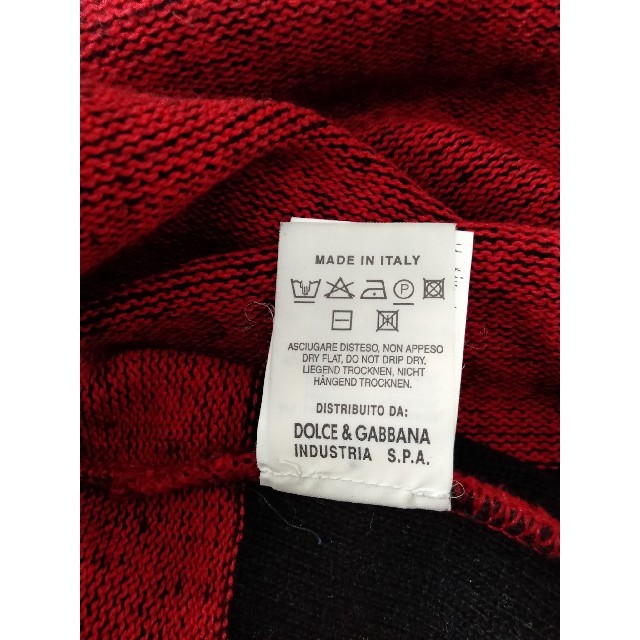 MADE IN ITALY
P
ASCIUGARE DISTESO, NON APPESO
DRY FLAT, DO NOT DRIP DRY.
LIEGEND TROCKNEN, NICHT
HÄNGEND TROCKNEN.
DISTRIBUITO DA:
DOLCE & GABBANA
INDUSTRIA S.P.A.